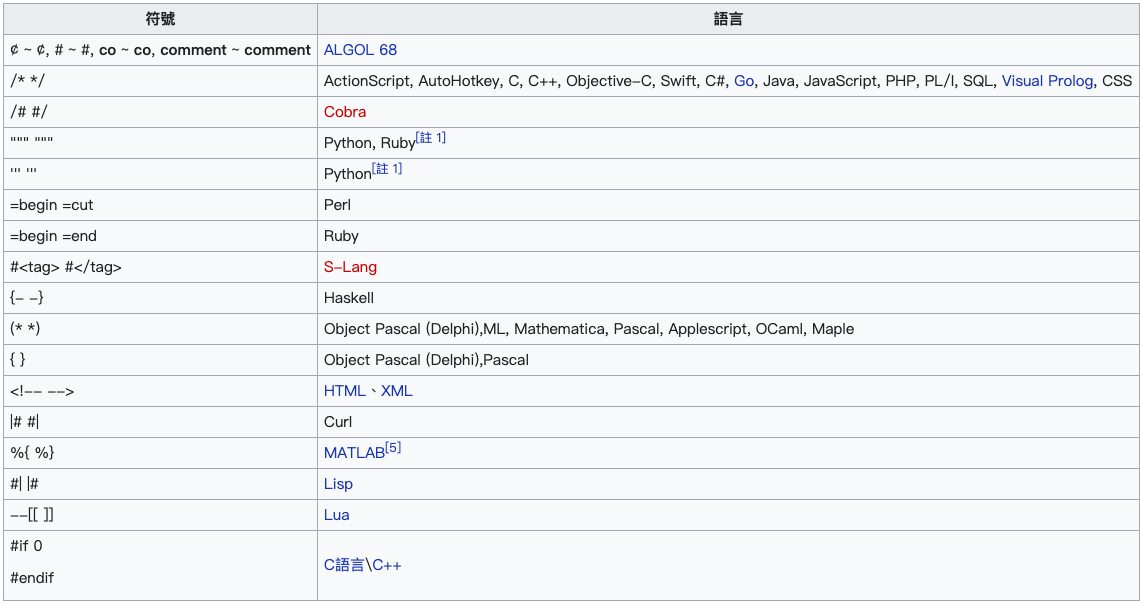 符號 語言
¢ ~ ¢, # ~ #, co ~ co, comment ~ comment ALGOL 68
/* */ ActionScript, AutoHotkey, C, C++, Objective-C, Swift, C#, Go, Java, JavaScript, PHP, PL/I, SQL, Visual Prolog, CSS
/# #/ Cobra
""" """ Python, Ruby[註 1]
''' ''' Python[註 1]
=begin =cut Perl
=begin =end Ruby
#<tag> #</tag> S-Lang
{- -} Haskell
(* *) Object Pascal (Delphi),ML, Mathematica, Pascal, Applescript, OCaml, Maple
{ } Object Pascal (Delphi),Pascal
<!-- --> HTML、XML
|# #| Curl
%{ %} MATLAB[5]
#| |# Lisp
--[[ ]] Lua
#if 0
C語言\C++
#endif